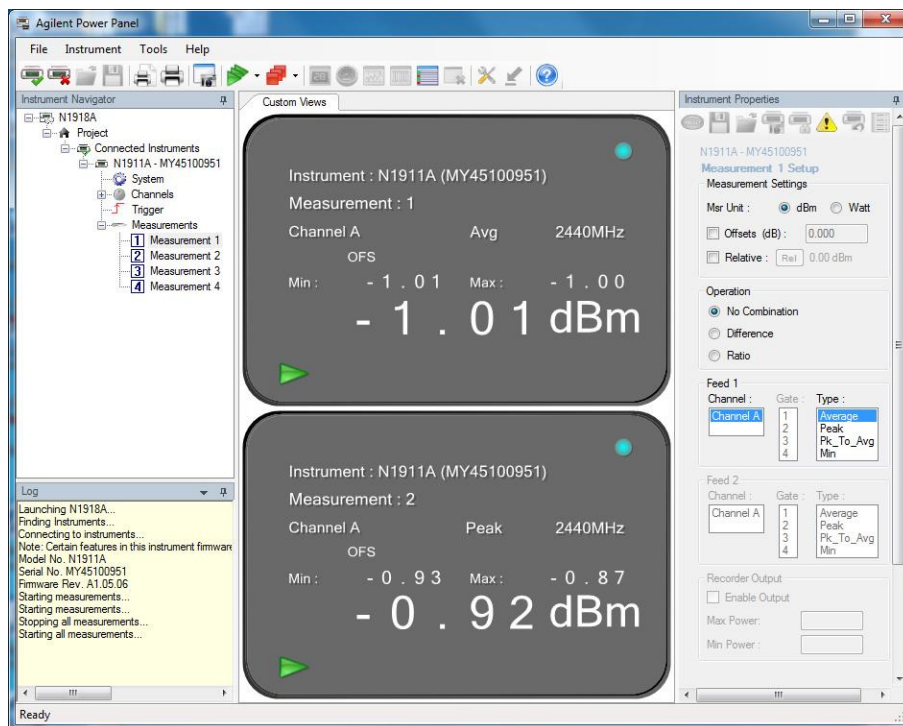 Agilent Power Panel
File Instrument Tools Help
Instrument Navigator
N1918A
Project
Connected Instruments
N1911A - MY45100951
System
Channels
Trigger
Measurements
1 Measurement 1
2 Measurement 2
3 Measurement 3
4 Measurement 4
Log
Launching N1918A...
Finding Instruments...
Connecting to instruments...
Note: Certain features in this instrument firmware
Model No. N1911A
Serial No. MY45100951
Firmware Rev. A1.05.06
Starting measurements...
Starting measurements...
Stopping all measurements...
Starting all measurements...
Custom Views
Instrument : N1911A (MY45100951)
Measurement : 1
Channel A Avg 2440MHz
OFS
Min : - 1 . 0 1 Max : - 1 . 0 0
- 1 . 0 1 dBm
Instrument : N1911A (MY45100951)
Measurement : 2
Channel A Peak 2440MHz
OFS
Min : - 0 . 9 3 Max : - 0 . 8 7
- 0 . 9 2 dBm
Instrument Properties
N1911A - MY45100951
Measurement 1 Setup
Measurement Settings
Msr Unit : dBm Watt
Offsets (dB) : 0.000
Relative : Rel 0.00 dBm
Operation
No Combination
Difference
Ratio
Feed 1
Channel : Gate : Type :
Channel A 1 Average
2 Peak
3 Pk_To_Avg
4 Min
Feed 2
Channel : Gate : Type :
Channel A 1 Average
2 Peak
3 Pk_To_Avg
4 Min
Recorder Output
Enable Output
Max Power:
Min Power :
Ready